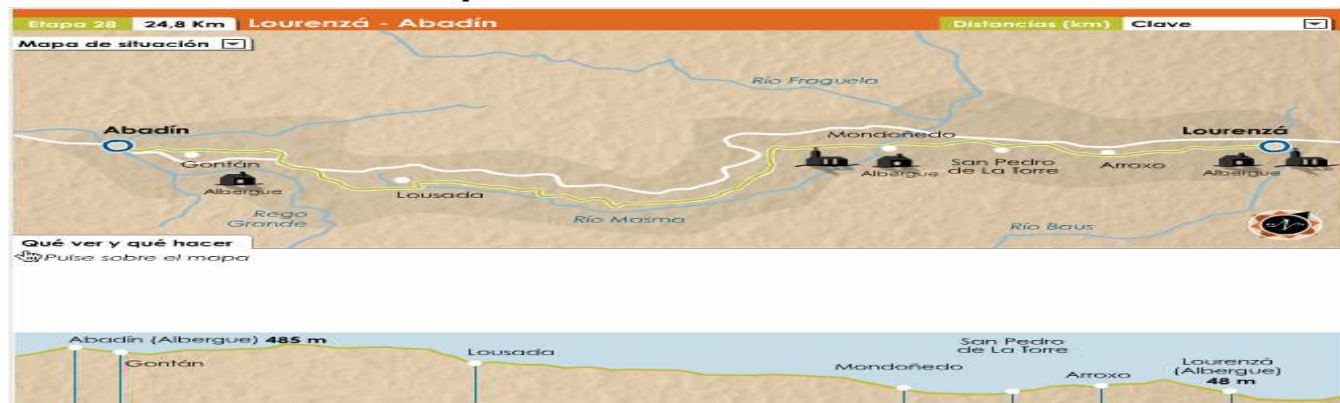 Etapa 28 24,8 Km Lourenzá - Abadín Distancias (km) Clave
Mapa de situación
Río Froguela
Abadín
Mondoñedo
Lourenzá
Gontán
San Pedro
de La Torre
Arroxo
Albergue
Albergue
Albergue
Lousada
Rego
Grande
Río Masma
Río Baus
Qué ver y qué hacer
Pulse sobre el mapa
Abadín (Albergue) 485 m
Gontán
Lousada
Mondoñedo
San Pedro
de La Torre
Arroxo
Lourenzá
(Albergue)
48 m